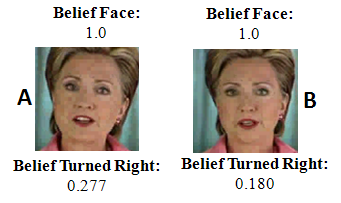 Belief Face:
1.0
Belief Face:
1.0
A
B
Belief Turned Right:
0.277
Belief Turned Right:
0.180